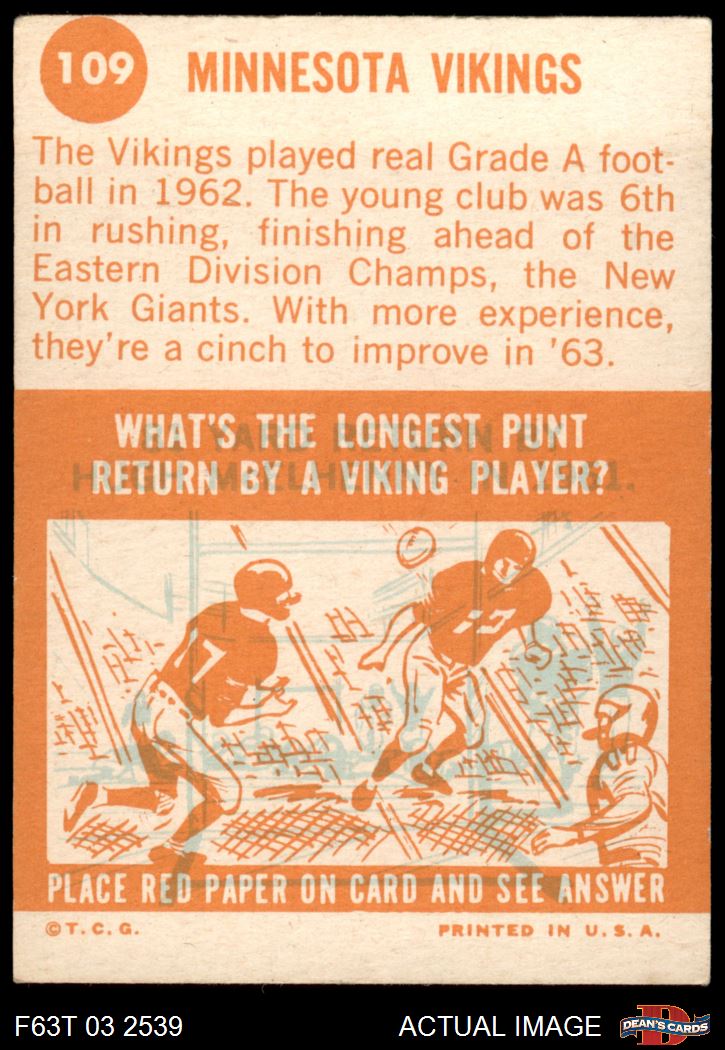 109 MINNESOTA VIKINGS
The Vikings played real Grade A foot-
ball in 1962. The young club was 6th
in rushing, finishing ahead of the
Eastern Division Champs, the New
York Giants. With more experience,
they're a cinch to improve in '63.
WHAT'S THE LONGEST PUNT
RETURN BY A VIKING PLAYER?
PLACE RED PAPER ON CARD AND SEE ANSWER
©T.C.G. PRINTED IN U.S.A.
F63T 03 2539 ACTUAL IMAGE DEAN'S CARDS